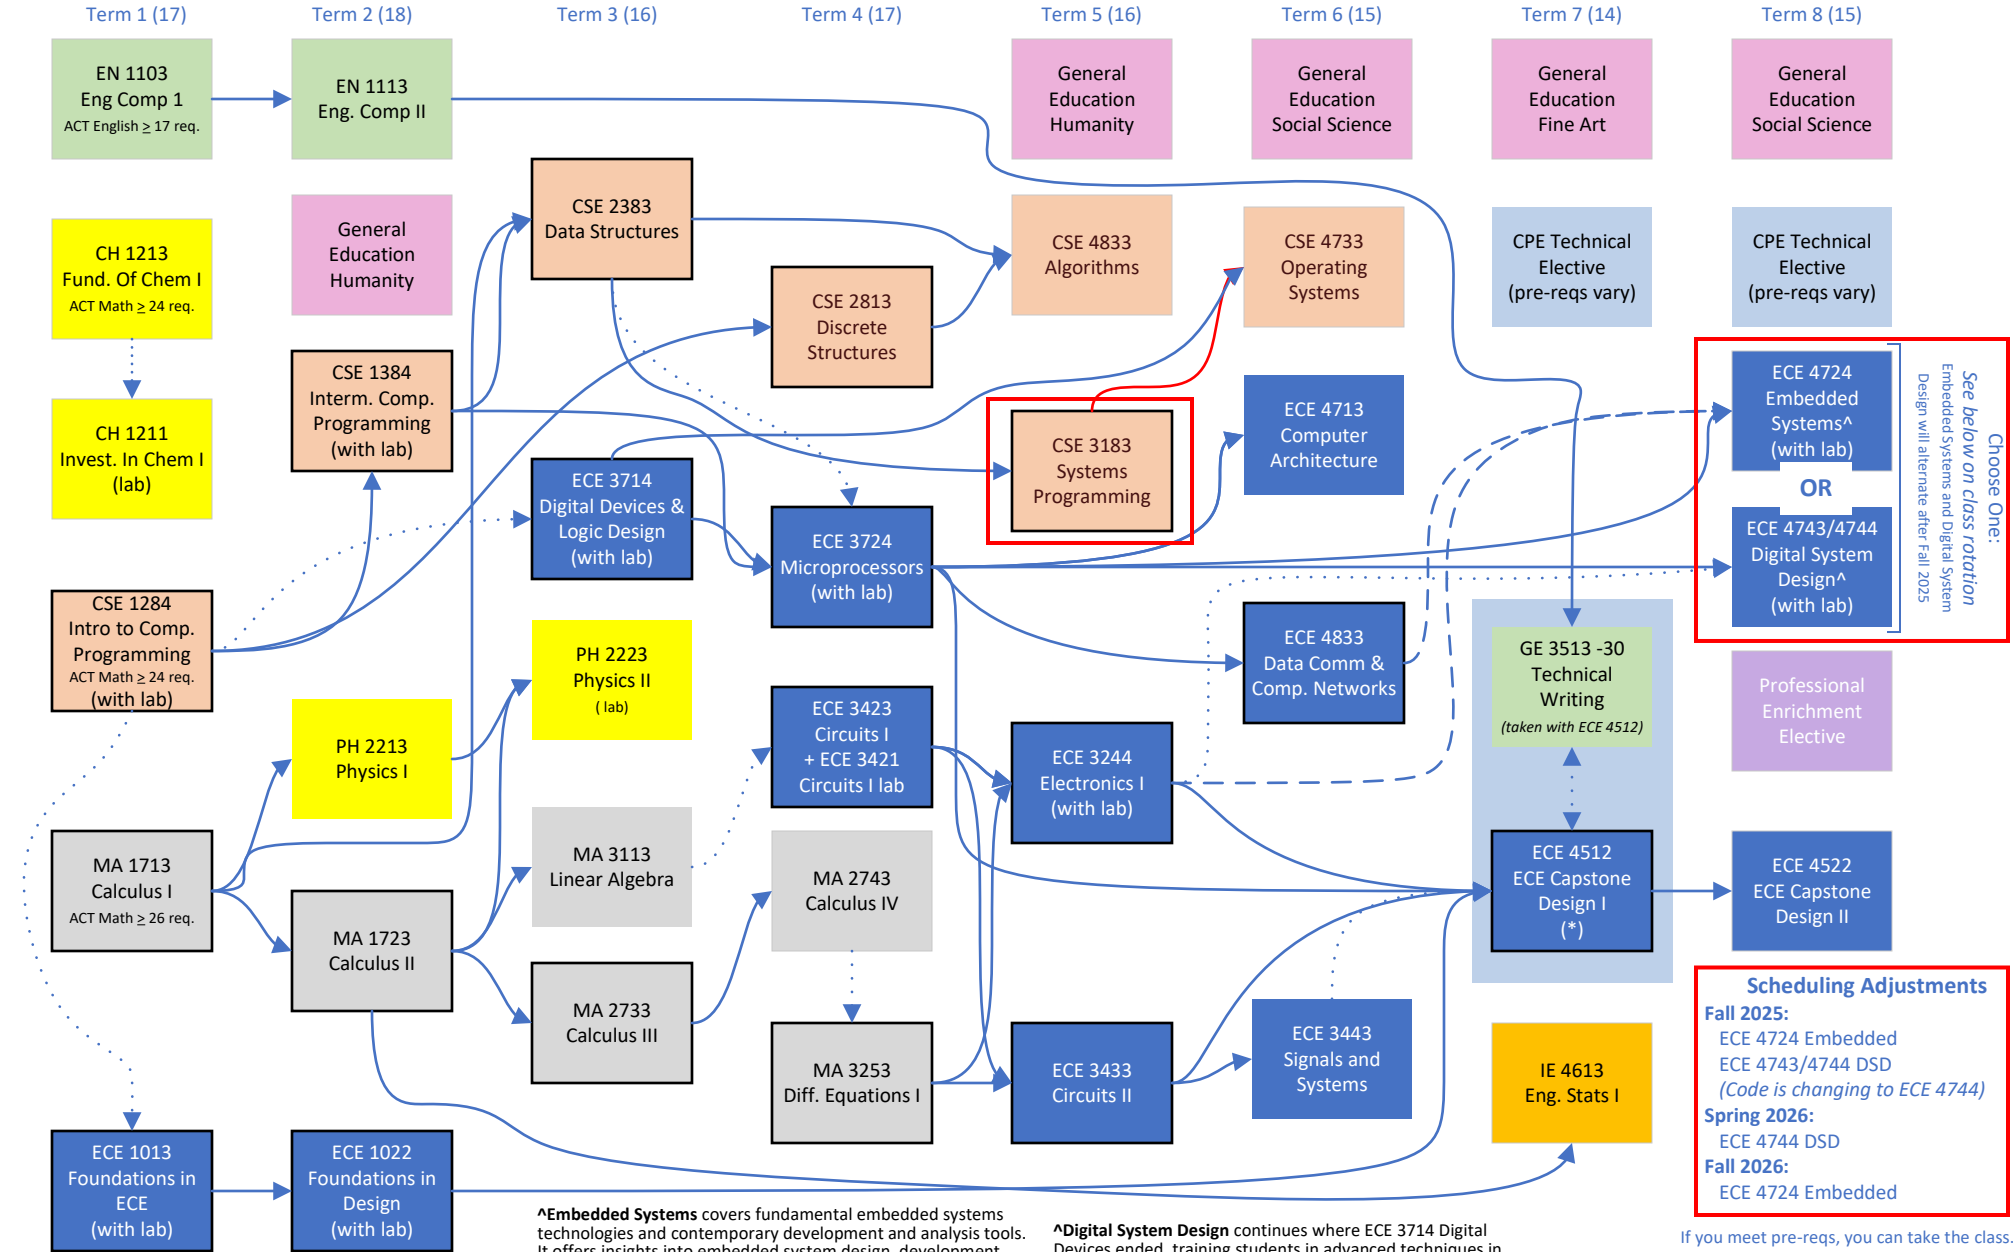 Term 1 (17)
Term 2 (18)
Term 3 (16)
Term 4 (17)
Term 5 (16)
Term 6 (15)
Term 7 (14)
Term 8 (15)
EN 1103
Eng Comp 1
ACT English ≥ 17 req.
EN 1113
Eng. Comp II
General
Education
Humanity
General
Education
Social Science
General
Education
Fine Art
General
Education
Social Science
CH 1213
Fund. Of Chem I
ACT Math ≥ 24 req.
General
Education
Humanity
CSE 2383
Data Structures
CSE 2813
Discrete
Structures
CSE 4833
Algorithms
CSE 4733
Operating
Systems
CPE Technical
Elective
(pre-reqs vary)
CPE Technical
Elective
(pre-reqs vary)
CH 1211
Invest. In Chem I
(lab)
CSE 1384
Interm. Comp.
Programming
(with lab)
ECE 3714
Digital Devices &
Logic Design
(with lab)
ECE 3724
Microprocessors
(with lab)
CSE 3183
Systems
Programming
ECE 4713
Computer
Architecture
ECE 4724
Embedded
Systems^
(with lab)
OR
ECE 4743/4744
Digital System
Design^
(with lab)
Choose One:
See below on class rotation
Embedded Systems and Digital System
Design will alternate after Fall 2025
CSE 1284
Intro to Comp.
Programming
ACT Math ≥ 24 req.
(with lab)
PH 2213
Physics I
PH 2223
Physics II
( lab)
ECE 3423
Circuits I
+ ECE 3421
Circuits I lab
ECE 3244
Electronics I
(with lab)
ECE 4833
Data Comm &
Comp. Networks
GE 3513 -30
Technical
Writing
(taken with ECE 4512)
Professional
Enrichment
Elective
MA 1713
Calculus I
ACT Math ≥ 26 req.
MA 1723
Calculus II
MA 3113
Linear Algebra
MA 2733
Calculus III
MA 2743
Calculus IV
MA 3253
Diff. Equations I
ECE 3433
Circuits II
ECE 3443
Signals and
Systems
ECE 4512
ECE Capstone
Design I
(*)
ECE 4522
ECE Capstone
Design II
IE 4613
Eng. Stats I
Scheduling Adjustments
Fall 2025:
ECE 4724 Embedded
ECE 4743/4744 DSD
(Code is changing to ECE 4744)
Spring 2026:
ECE 4744 DSD
Fall 2026:
ECE 4724 Embedded
ECE 1013
Foundations in
ECE
(with lab)
ECE 1022
Foundations in
Design
(with lab)
^Embedded Systems covers fundamental embedded systems
technologies and contemporary development and analysis tools.
It offers insights into embedded system design, development
^Digital System Design continues where ECE 3714 Digital
Devices ended, training students in advanced techniques in
If you meet pre-reqs, you can take the class.